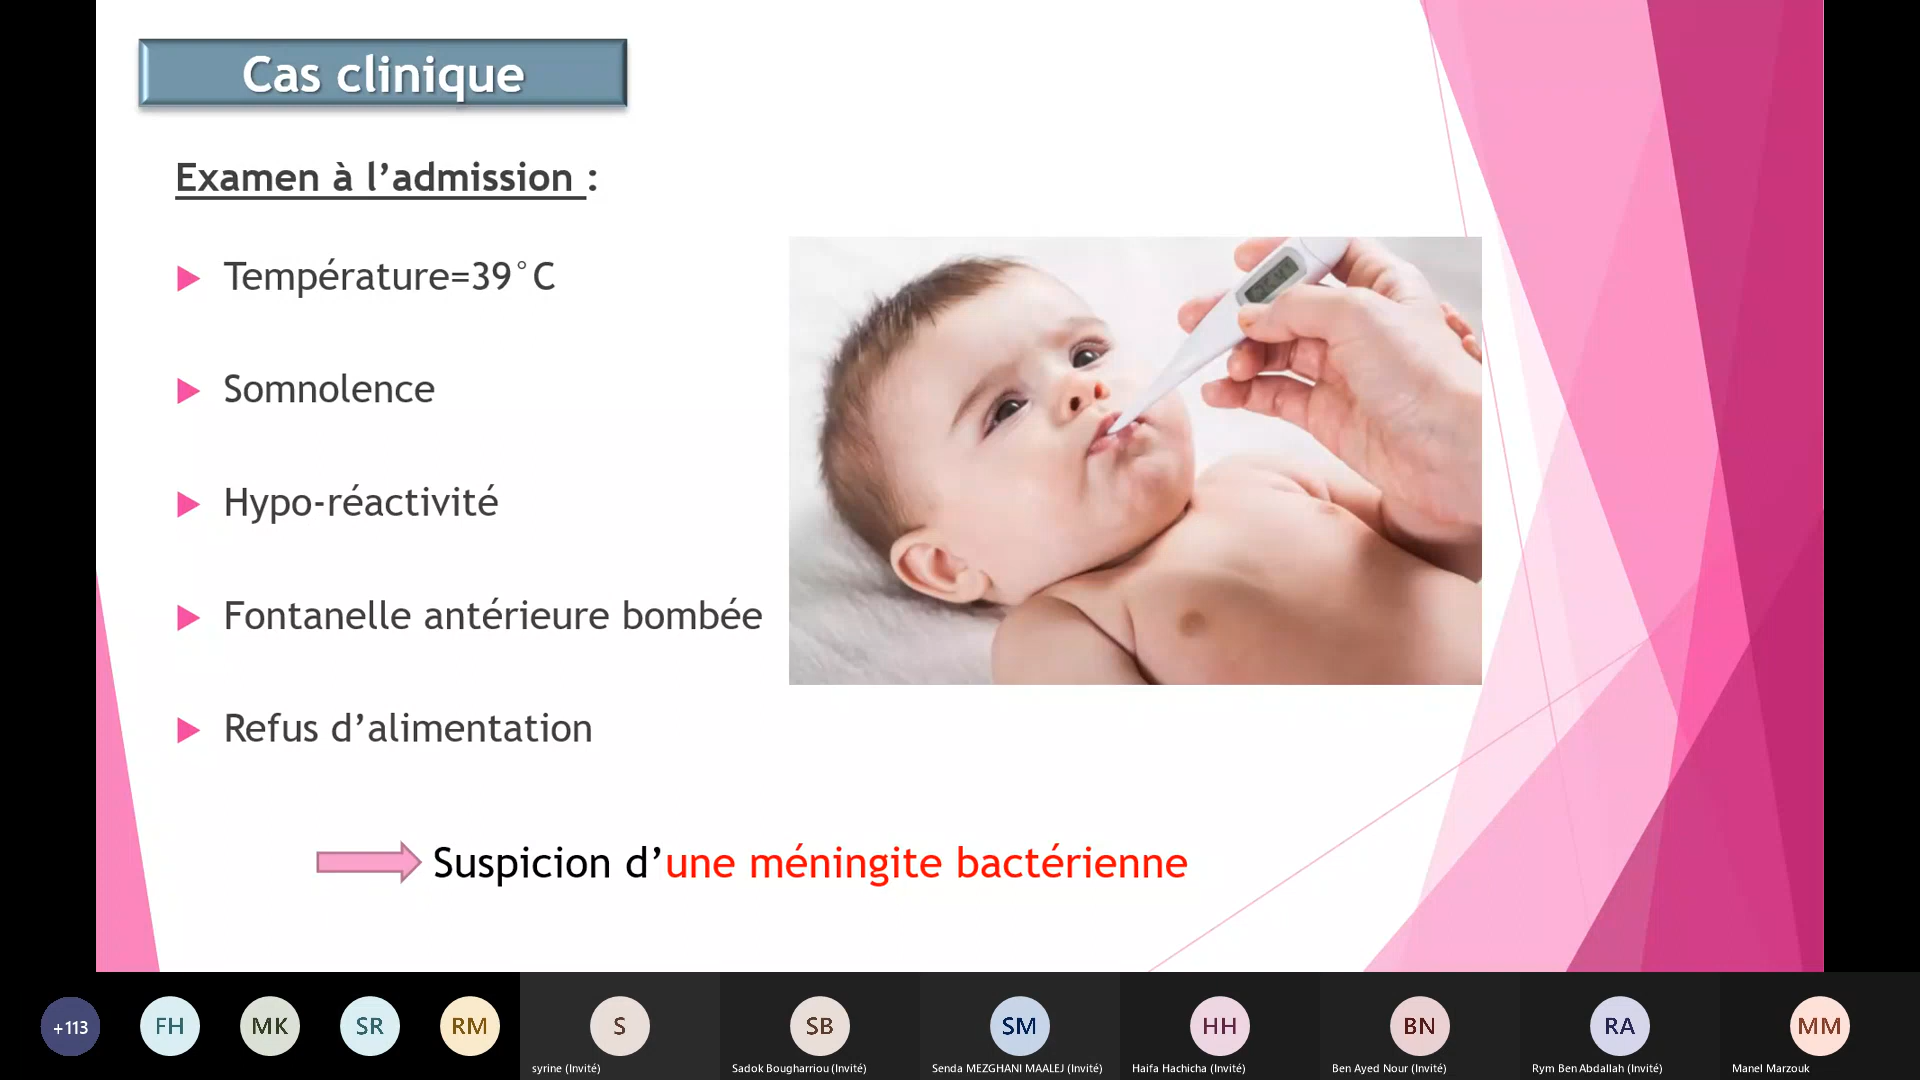 Cas clinique
Examen à l’admission :
Température=39°C
Somnolence
Hypo-réactivité
Fontanelle antérieure bombée
Refus d’alimentation
Suspicion d’une méningite bactérienne
+113
FH
MK
SR
RM
S
SB
SM
HH
BN
RA
MM
syrine (Invité)
Sadok Bougharriou (Invité)
Senda MEZGHANI MAALEJ (Invité)
Haifa Hachicha (Invité)
Ben Ayed Nour (Invité)
Rym Ben Abdallah (Invité)
Manel Marzouk